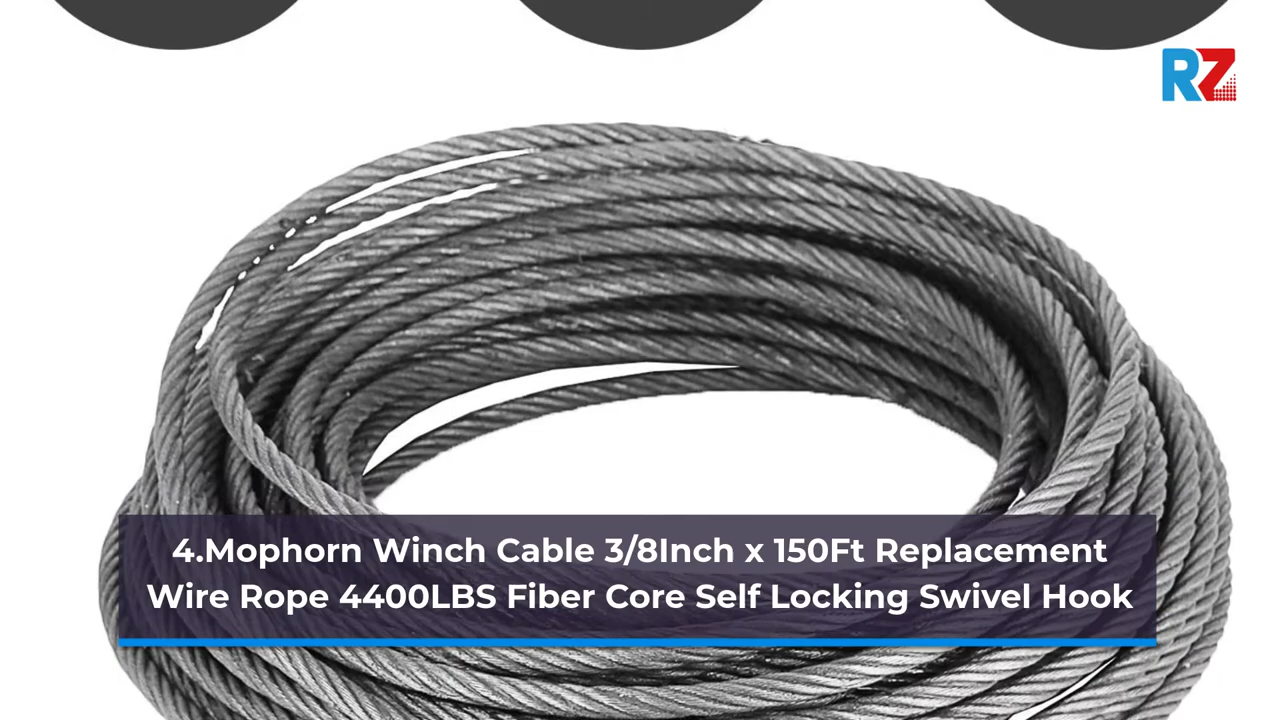 RZ
4.Mophorn Winch Cable 3/8Inch x 150Ft Replacement
Wire Rope 4400LBS Fiber Core Self Locking Swivel Hook